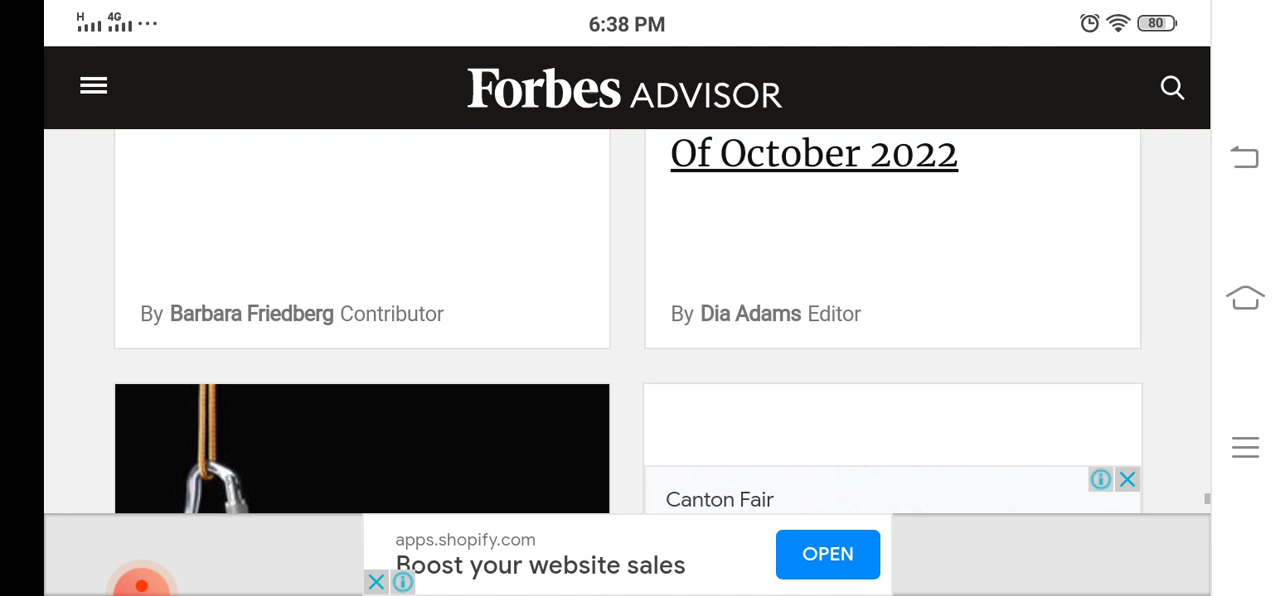 H 4G 6:38 PM 80
Forbes ADVISOR
Of October 2022
By Barbara Friedberg Contributor
By Dia Adams Editor
Canton Fair
apps.shopify.com
Boost your website sales
OPEN